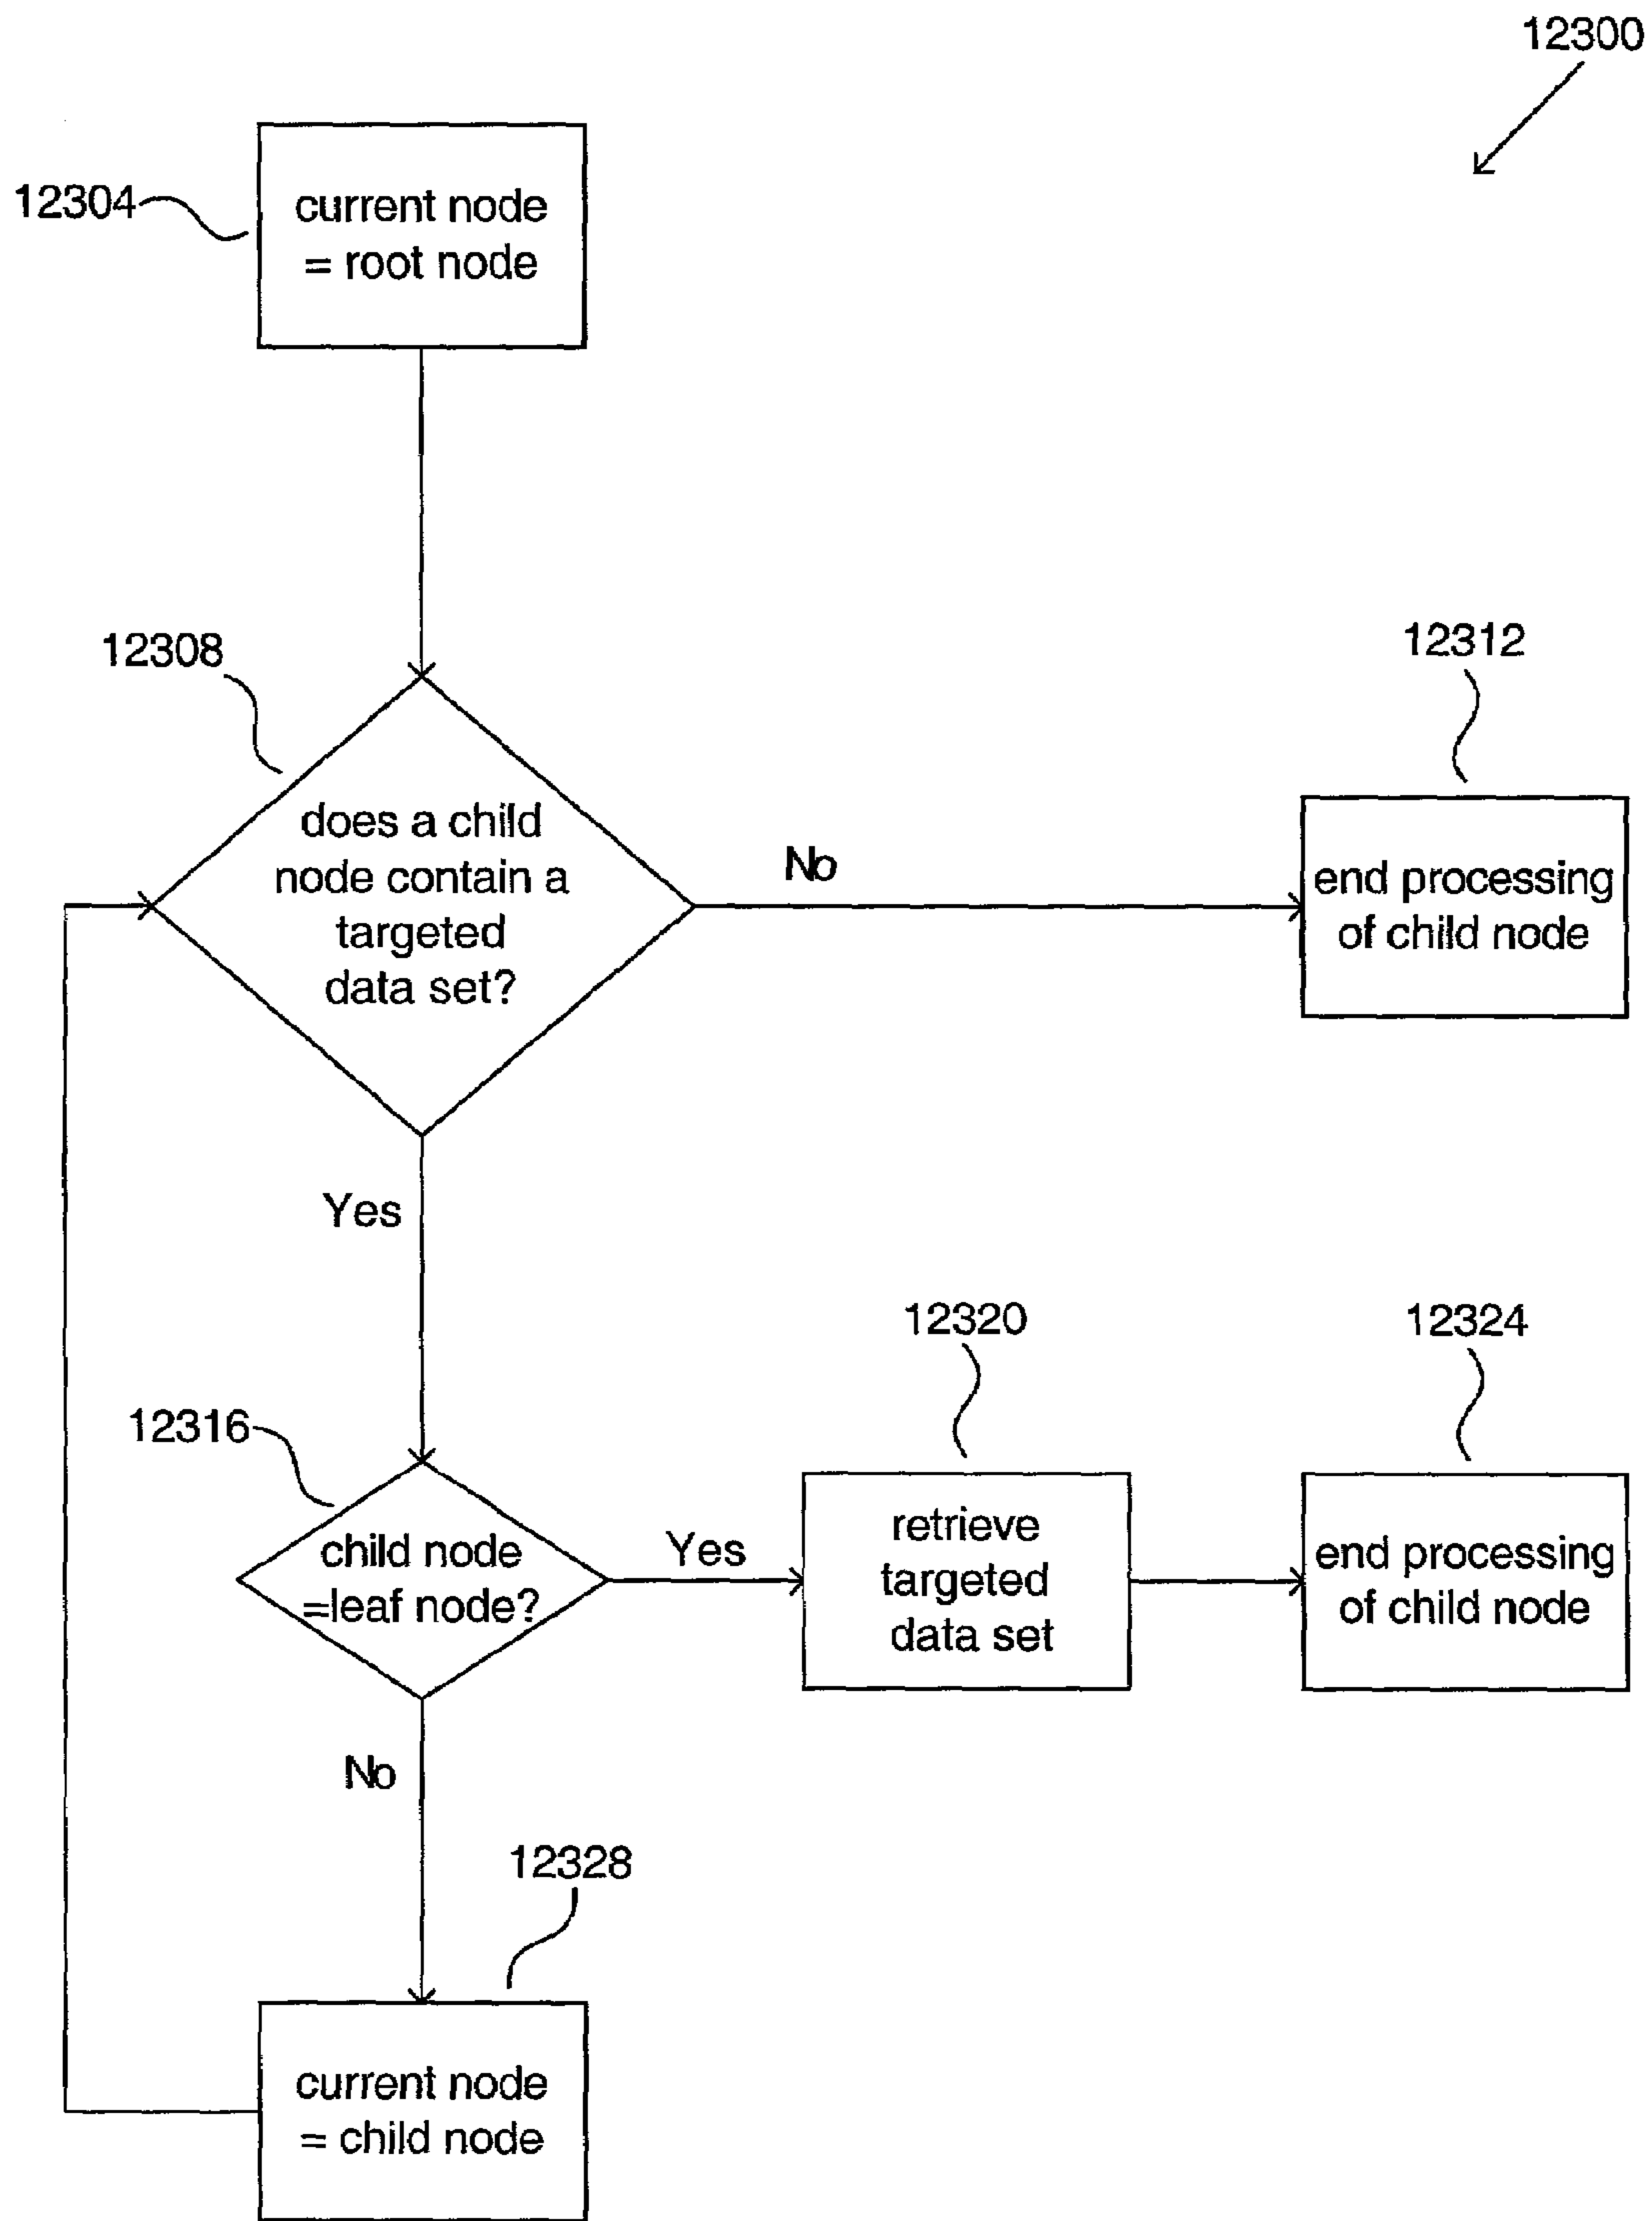 12300
12304
current node
= root node
12308
does a child
node contain a
targeted
data set?
No
12312
end processing
of child node
Yes
12316
child node
=leaf node?
Yes
12320
retrieve
targeted
data set
12324
end processing
of child node
No
12328
current node
= child node